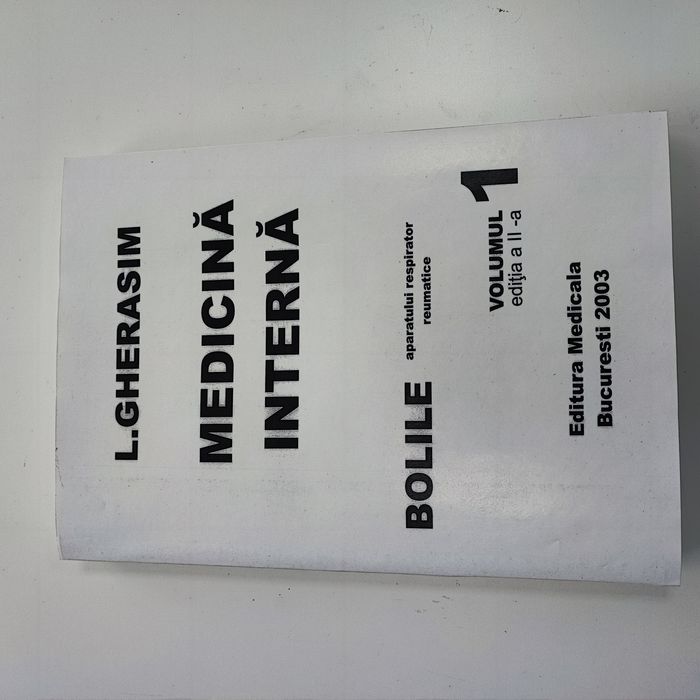 L.GHERASIM
MEDICINĂ
INTERNĂ
BOLILE aparatului respirator
reumatice
VOLUMUL 1
ediţia a II -a
Editura Medicala
Bucuresti 2003